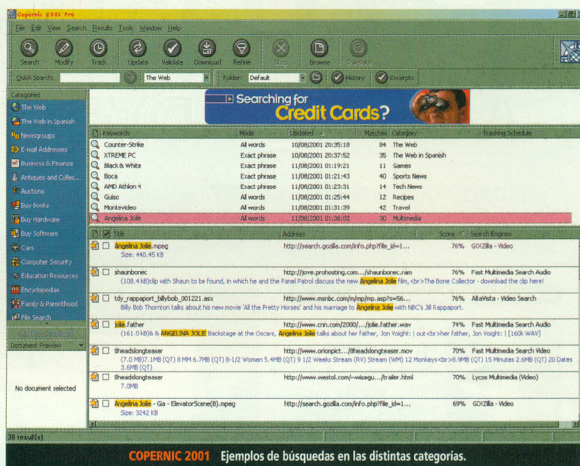 Copernic 2001 Pro
File Edit View Search Results Tools Window Help
Search Modify Track Update Validate Download Refine Stop Browse Translate
Quick Search: The Web Folder: Default History Excerpts
Categories
The Web
The Web in Spanish
Newsgroups
E-mail Addresses
Business & Finance
Antiques and Collec...
Auctions
Buy Books
Buy Hardware
Buy Software
Cars
Computer Security
Education Resources
Encyclopedias
Family & Parenthood
File Search
Document Preview
No document selected
Searching for
Credit Cards?
Keywords Mode Updated Matches Category Tracking Schedule
Counter-Strike All words 10/08/2001 20:35:18 84 The Web
XTREME PC Exact phrase 10/08/2001 20:37:52 35 The Web in Spanish
Black & White Exact phrase 11/08/2001 01:19:21 11 Games
Boca Exact phrase 11/08/2001 01:21:43 40 Sports News
AMD Athlon 4 Exact phrase 11/08/2001 01:23:31 14 Tech News
Guiso All words 11/08/2001 01:25:44 12 Recipes
Montevideo All words 11/08/2001 01:31:39 42 Travel
Angelina Jolie All words 11/08/2001 01:38:02 30 Multimedia
Title Address Score Search Engines
Angelina Jolie.mpeg http://search.gozilla.com/info.php?file_id=1... 76% GO!Zilla - Video
Size: 440.45 KB
shaunbonec http://jove.prohosting.com.../shaunbonec.ram 76% Fast Multimedia Search Audio
(108.4 kB)clip with Shaun to be found, in which he and the Panel Patrol discuss the new Angelina Jolie film, <br>The Bone Collector - download the clip here!
tdy_rappaport_billybob_001221.asx http://www.msnbc.com/m/mp/mp.asp?s=56... 76% AltaVista - Video Search
Billy Bob Thornton talks about his new movie 'All the Pretty Horses' and his marriage to Angelina Jolie with NBC's Jill Rappaport.
jolie.father http://www.cnn.com/2000/.../jolie.father.wav 74% Fast Multimedia Search Audio
(161.0 kB)k & ANGELINA JOLIE Backstage at the Oscars, Angelina Jolie talks about her father, Jon Voight: | out<br>her father, Jon Voight: | [160k WAV]
8headslongteaser http://www.orionpict.../8headslongteaser.mov 70% Fast Multimedia Search Video
(7.0 MB)7.1MB (QT) 8 MM 6.7MB (QT) 8-1/2 Women 5.4MB (QT) 9 1/2 Weeks Stream (RV) Stream (WM) 12 Monkeys<br>8.9MB (QT) 15 Minutes 2.6MB (QT) 20 Dates
3.6MB (QT)
8headslongteaser http://www.westol.com/~wisegu.../trailer.html 70% Lycos Multimedia (Video)
7.0MB
Angelina Jolie - Gia - ElevatorScene(B).mpeg http://search.gozilla.com/info.php?file_id=1... 69% GO!Zilla - Video
Size: 3242 KB
30 result(s)
COPERNIC 2001 Ejemplos de búsquedas en las distintas categorías.